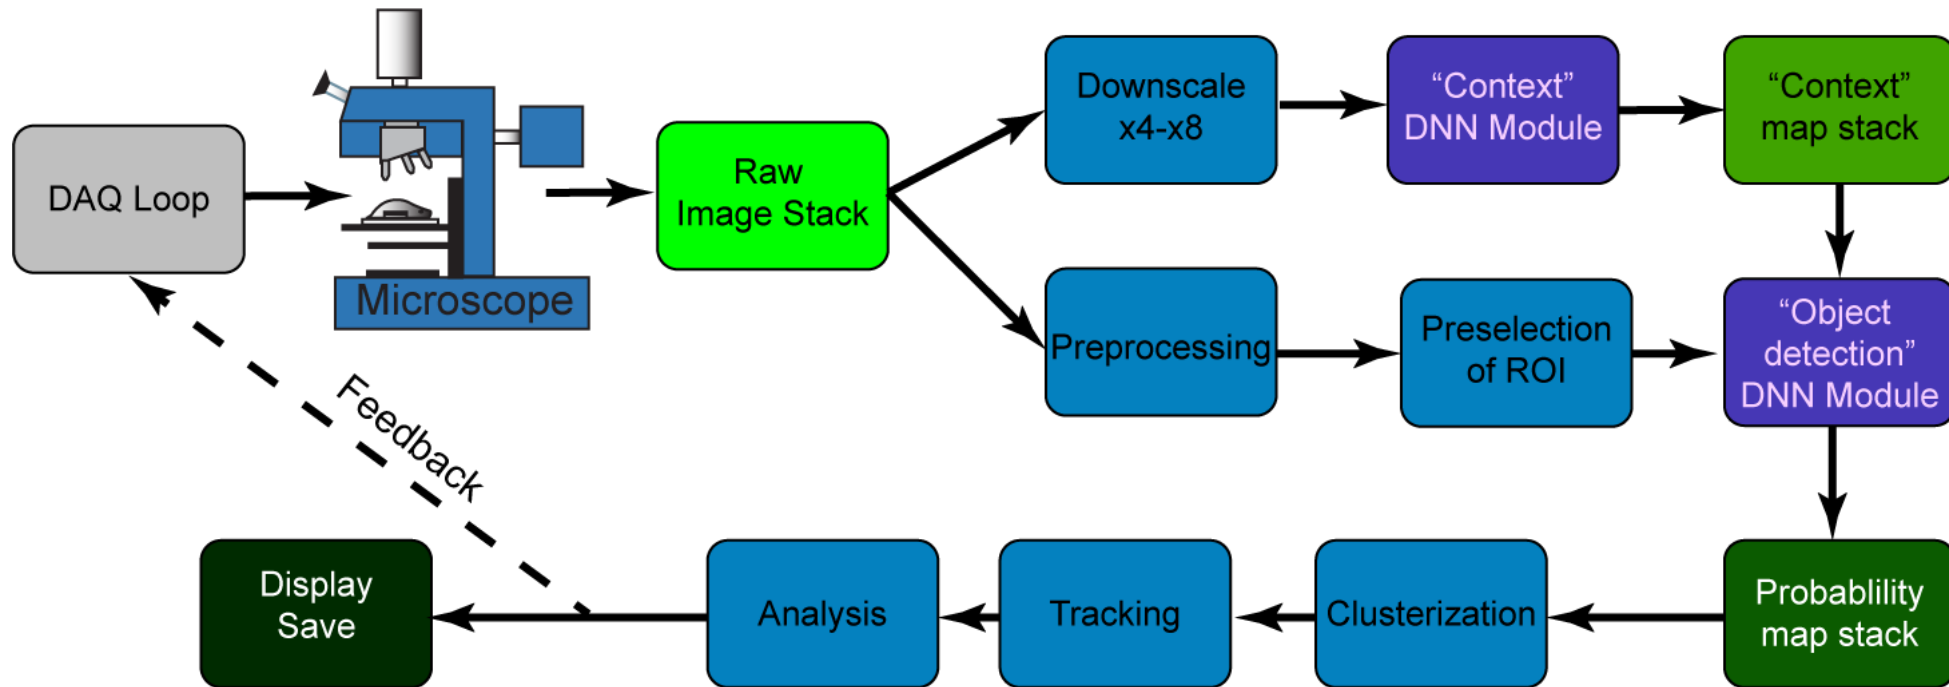 DAQ Loop
Microscope
Raw
Image Stack
Downscale
x4-x8
“Context”
DNN Module
“Context”
map stack
Preprocessing
Preselection
of ROI
“Object
detection”
DNN Module
Feedback
Display
Save
Analysis
Tracking
Clusterization
Probablility
map stack